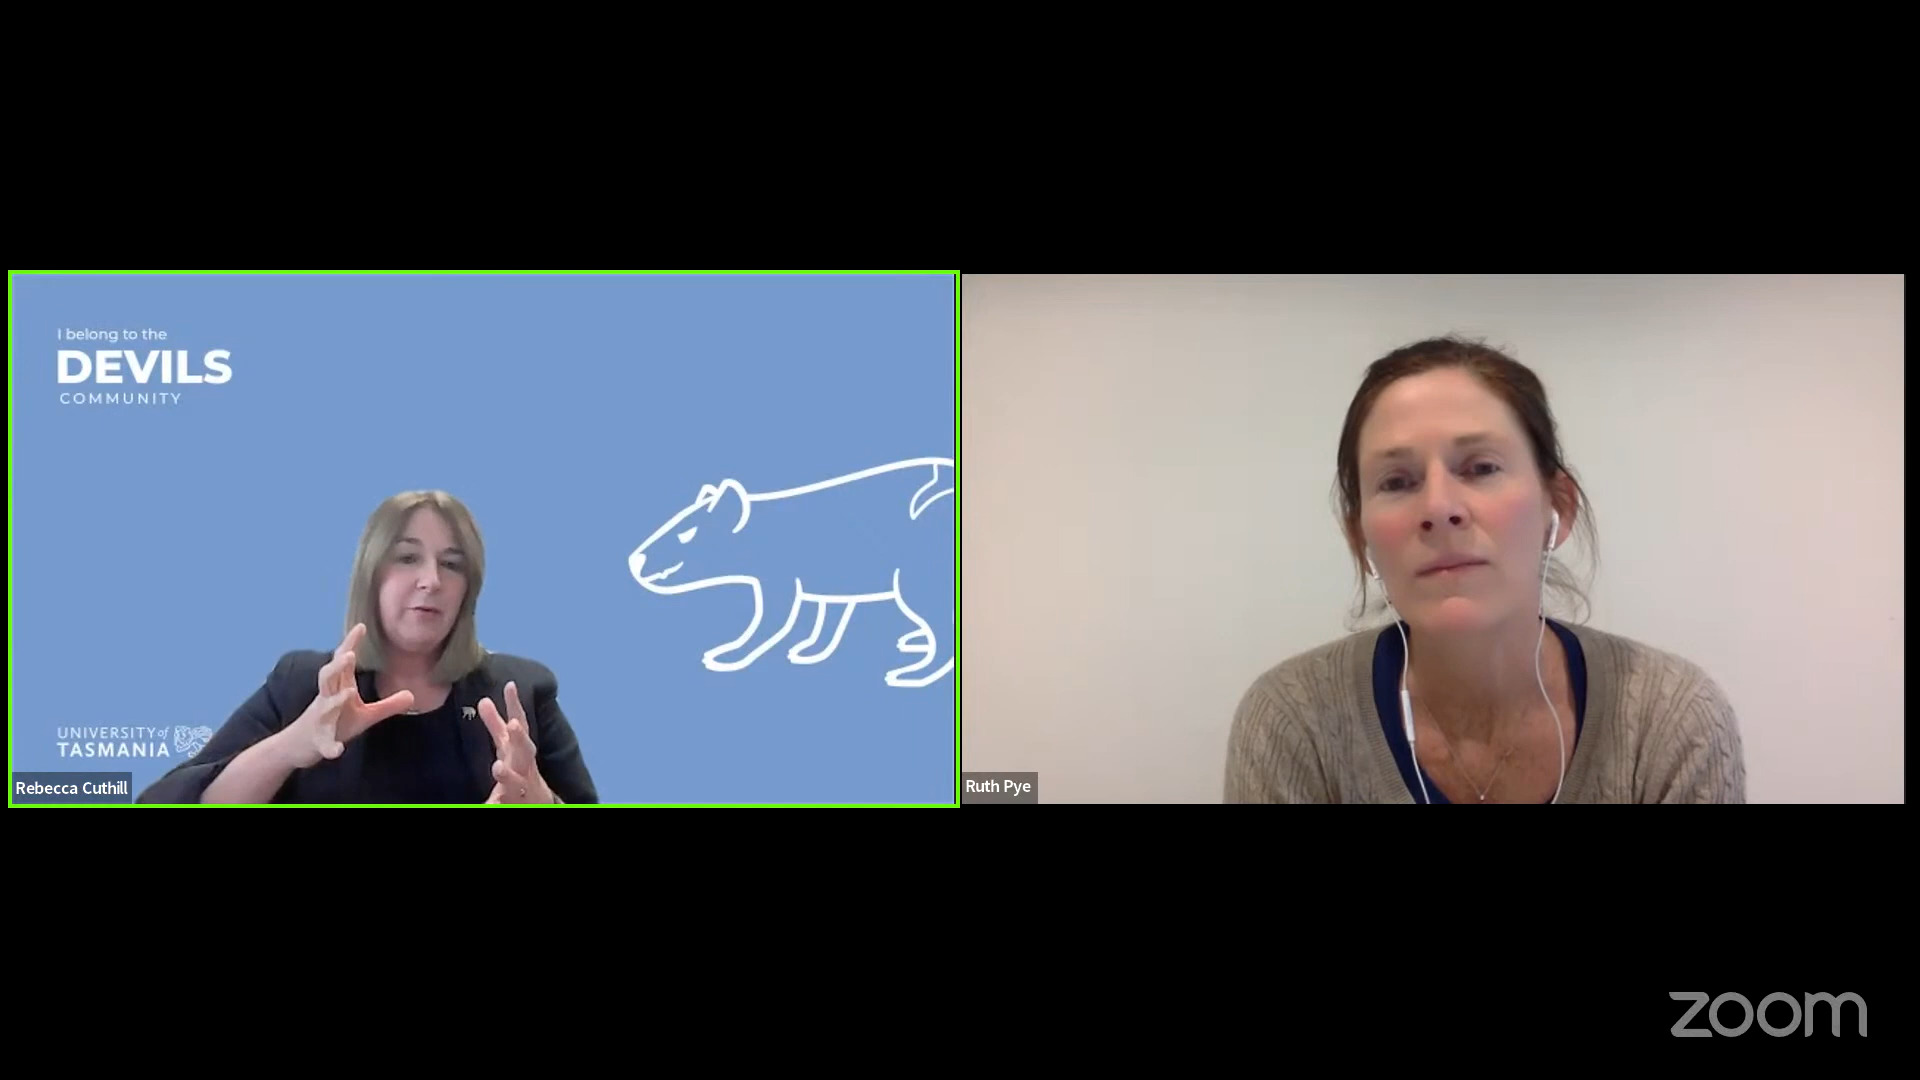 I belong to the
DEVILS
COMMUNITY
UNIVERSITY of
TASMANIA
Rebecca Cuthill
Ruth Pye
zoom